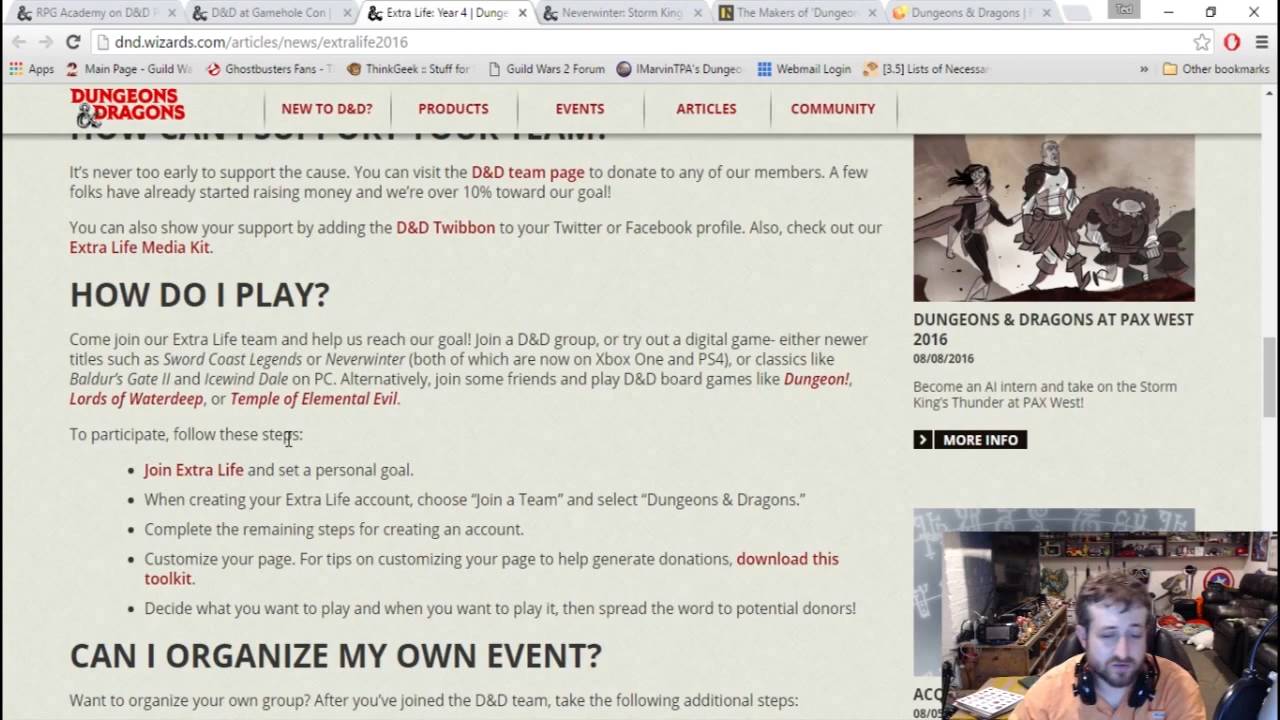 RPG Academy on D&D
D&D at Gamehole Con |
Extra Life: Year 4 | Dunge
Neverwinter: Storm King
The Makers of 'Dungeon
Dungeons & Dragons |
Ted
dnd.wizards.com/articles/news/extralife2016
Apps
Main Page - Guild Wa
Ghostbusters Fans - T
ThinkGeek :: Stuff for
Guild Wars 2 Forum
IMarvinTPA's Dungeo
Webmail Login
[3.5] Lists of Necessar
»
Other bookmarks
DUNGEONS
& DRAGONS
NEW TO D&D?
PRODUCTS
EVENTS
ARTICLES
COMMUNITY
HOW CAN I SUPPORT YOUR TEAM?
It's never too early to support the cause. You can visit the D&D team page to donate to any of our members. A few
folks have already started raising money and we're over 10% toward our goal!
You can also show your support by adding the D&D Twibbon to your Twitter or Facebook profile. Also, check out our
Extra Life Media Kit.
HOW DO I PLAY?
Come join our Extra Life team and help us reach our goal! Join a D&D group, or try out a digital game- either newer
titles such as Sword Coast Legends or Neverwinter (both of which are now on Xbox One and PS4), or classics like
Baldur's Gate II and Icewind Dale on PC. Alternatively, join some friends and play D&D board games like Dungeon!,
Lords of Waterdeep, or Temple of Elemental Evil.
To participate, follow these steps:
• Join Extra Life and set a personal goal.
• When creating your Extra Life account, choose “Join a Team” and select “Dungeons & Dragons.”
• Complete the remaining steps for creating an account.
• Customize your page. For tips on customizing your page to help generate donations, download this
toolkit.
• Decide what you want to play and when you want to play it, then spread the word to potential donors!
CAN I ORGANIZE MY OWN EVENT?
Want to organize your own group? After you've joined the D&D team, take the following additional steps:
DUNGEONS & DRAGONS AT PAX WEST
2016
08/08/2016
Become an AI intern and take on the Storm
King's Thunder at PAX West!
MORE INFO
ACQ
08/05